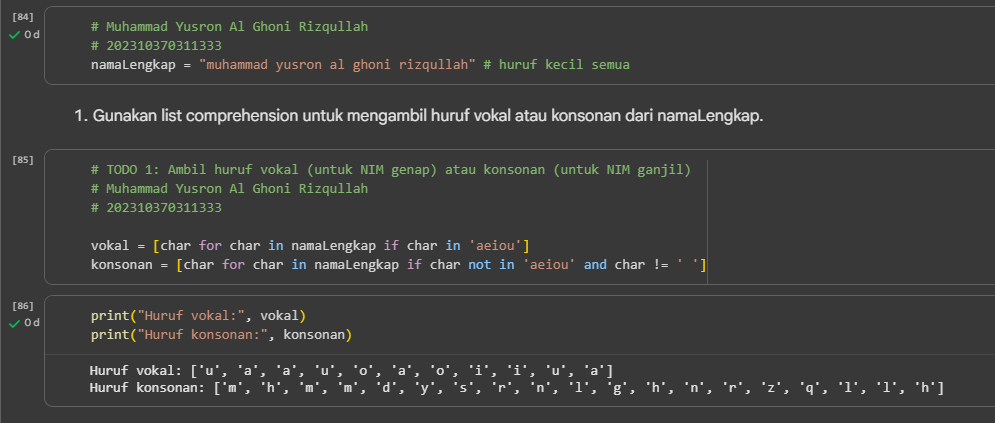 [84]
0 d
# Muhammad Yusron Al Ghoni Rizqullah
# 202310370311333
namaLengkap = "muhammad yusron al ghoni rizqullah" # huruf kecil semua
1. Gunakan list comprehension untuk mengambil huruf vokal atau konsonan dari namaLengkap.
[85]
# TODO 1: Ambil huruf vokal (untuk NIM genap) atau konsonan (untuk NIM ganjil)
# Muhammad Yusron Al Ghoni Rizqullah
# 202310370311333
vokal = [char for char in namaLengkap if char in 'aeiou']
konsonan = [char for char in namaLengkap if char not in 'aeiou' and char != ' ']
[86]
0 d
print("Huruf vokal:", vokal)
print("Huruf konsonan:", konsonan)
Huruf vokal: ['u', 'a', 'a', 'u', 'o', 'a', 'o', 'i', 'i', 'u', 'a']
Huruf konsonan: ['m', 'h', 'm', 'm', 'd', 'y', 's', 'r', 'n', 'l', 'g', 'h', 'n', 'r', 'z', 'q', 'l', 'l', 'h']